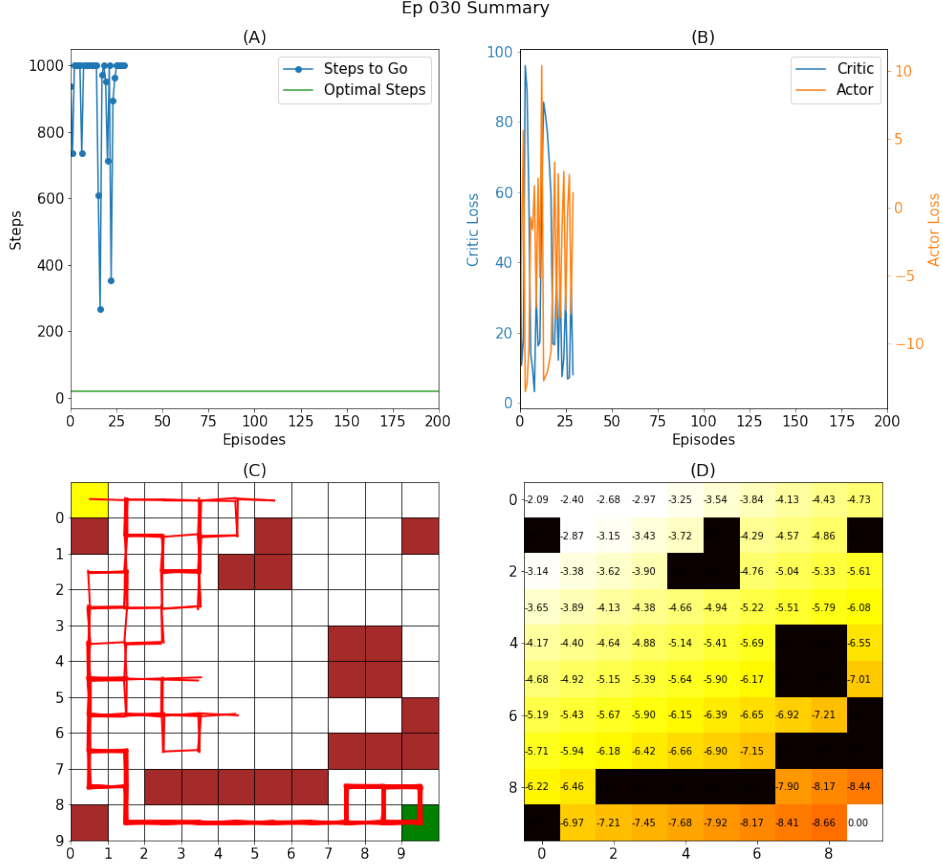 Ep 030 Summary
(A)
(B)
Steps to Go
Optimal Steps
Critic
Actor
1000
800
600
400
200
0
Steps
0 25 50 75 100 125 150 175 200
Episodes
100
80
60
40
20
0
Critic Loss
10
5
0
−5
−10
Actor Loss
0 25 50 75 100 125 150 175 200
Episodes
(C)
0
1
2
3
4
5
6
7
8
9
0 1 2 3 4 5 6 7 8 9
(D)
0 -2.09 -2.40 -2.68 -2.97 -3.25 -3.54 -3.84 -4.13 -4.43 -4.73
-2.87 -3.15 -3.43 -3.72 -4.29 -4.57 -4.86
2 -3.14 -3.38 -3.62 -3.90 -4.76 -5.04 -5.33 -5.61
-3.65 -3.89 -4.13 -4.38 -4.66 -4.94 -5.22 -5.51 -5.79 -6.08
4 -4.17 -4.40 -4.64 -4.88 -5.14 -5.41 -5.69 -6.55
-4.68 -4.92 -5.15 -5.39 -5.64 -5.90 -6.17 -7.01
6 -5.19 -5.43 -5.67 -5.90 -6.15 -6.39 -6.65 -6.92 -7.21
-5.71 -5.94 -6.18 -6.42 -6.66 -6.90 -7.15
8 -6.22 -6.46 -7.90 -8.17 -8.44
-6.97 -7.21 -7.45 -7.68 -7.92 -8.17 -8.41 -8.66 0.00
0 2 4 6 8